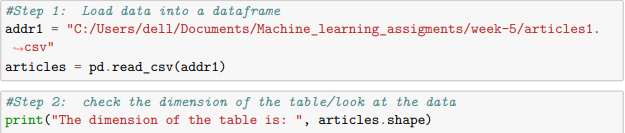 #Step 1:  Load data into a dataframe
addr1 = "C:/Users/dell/Documents/Machine_learning_assigments/week-5/articles1.
↪csv"
articles = pd.read_csv(addr1)
#Step 2:  check the dimension of the table/look at the data
print("The dimension of the table is: ", articles.shape)